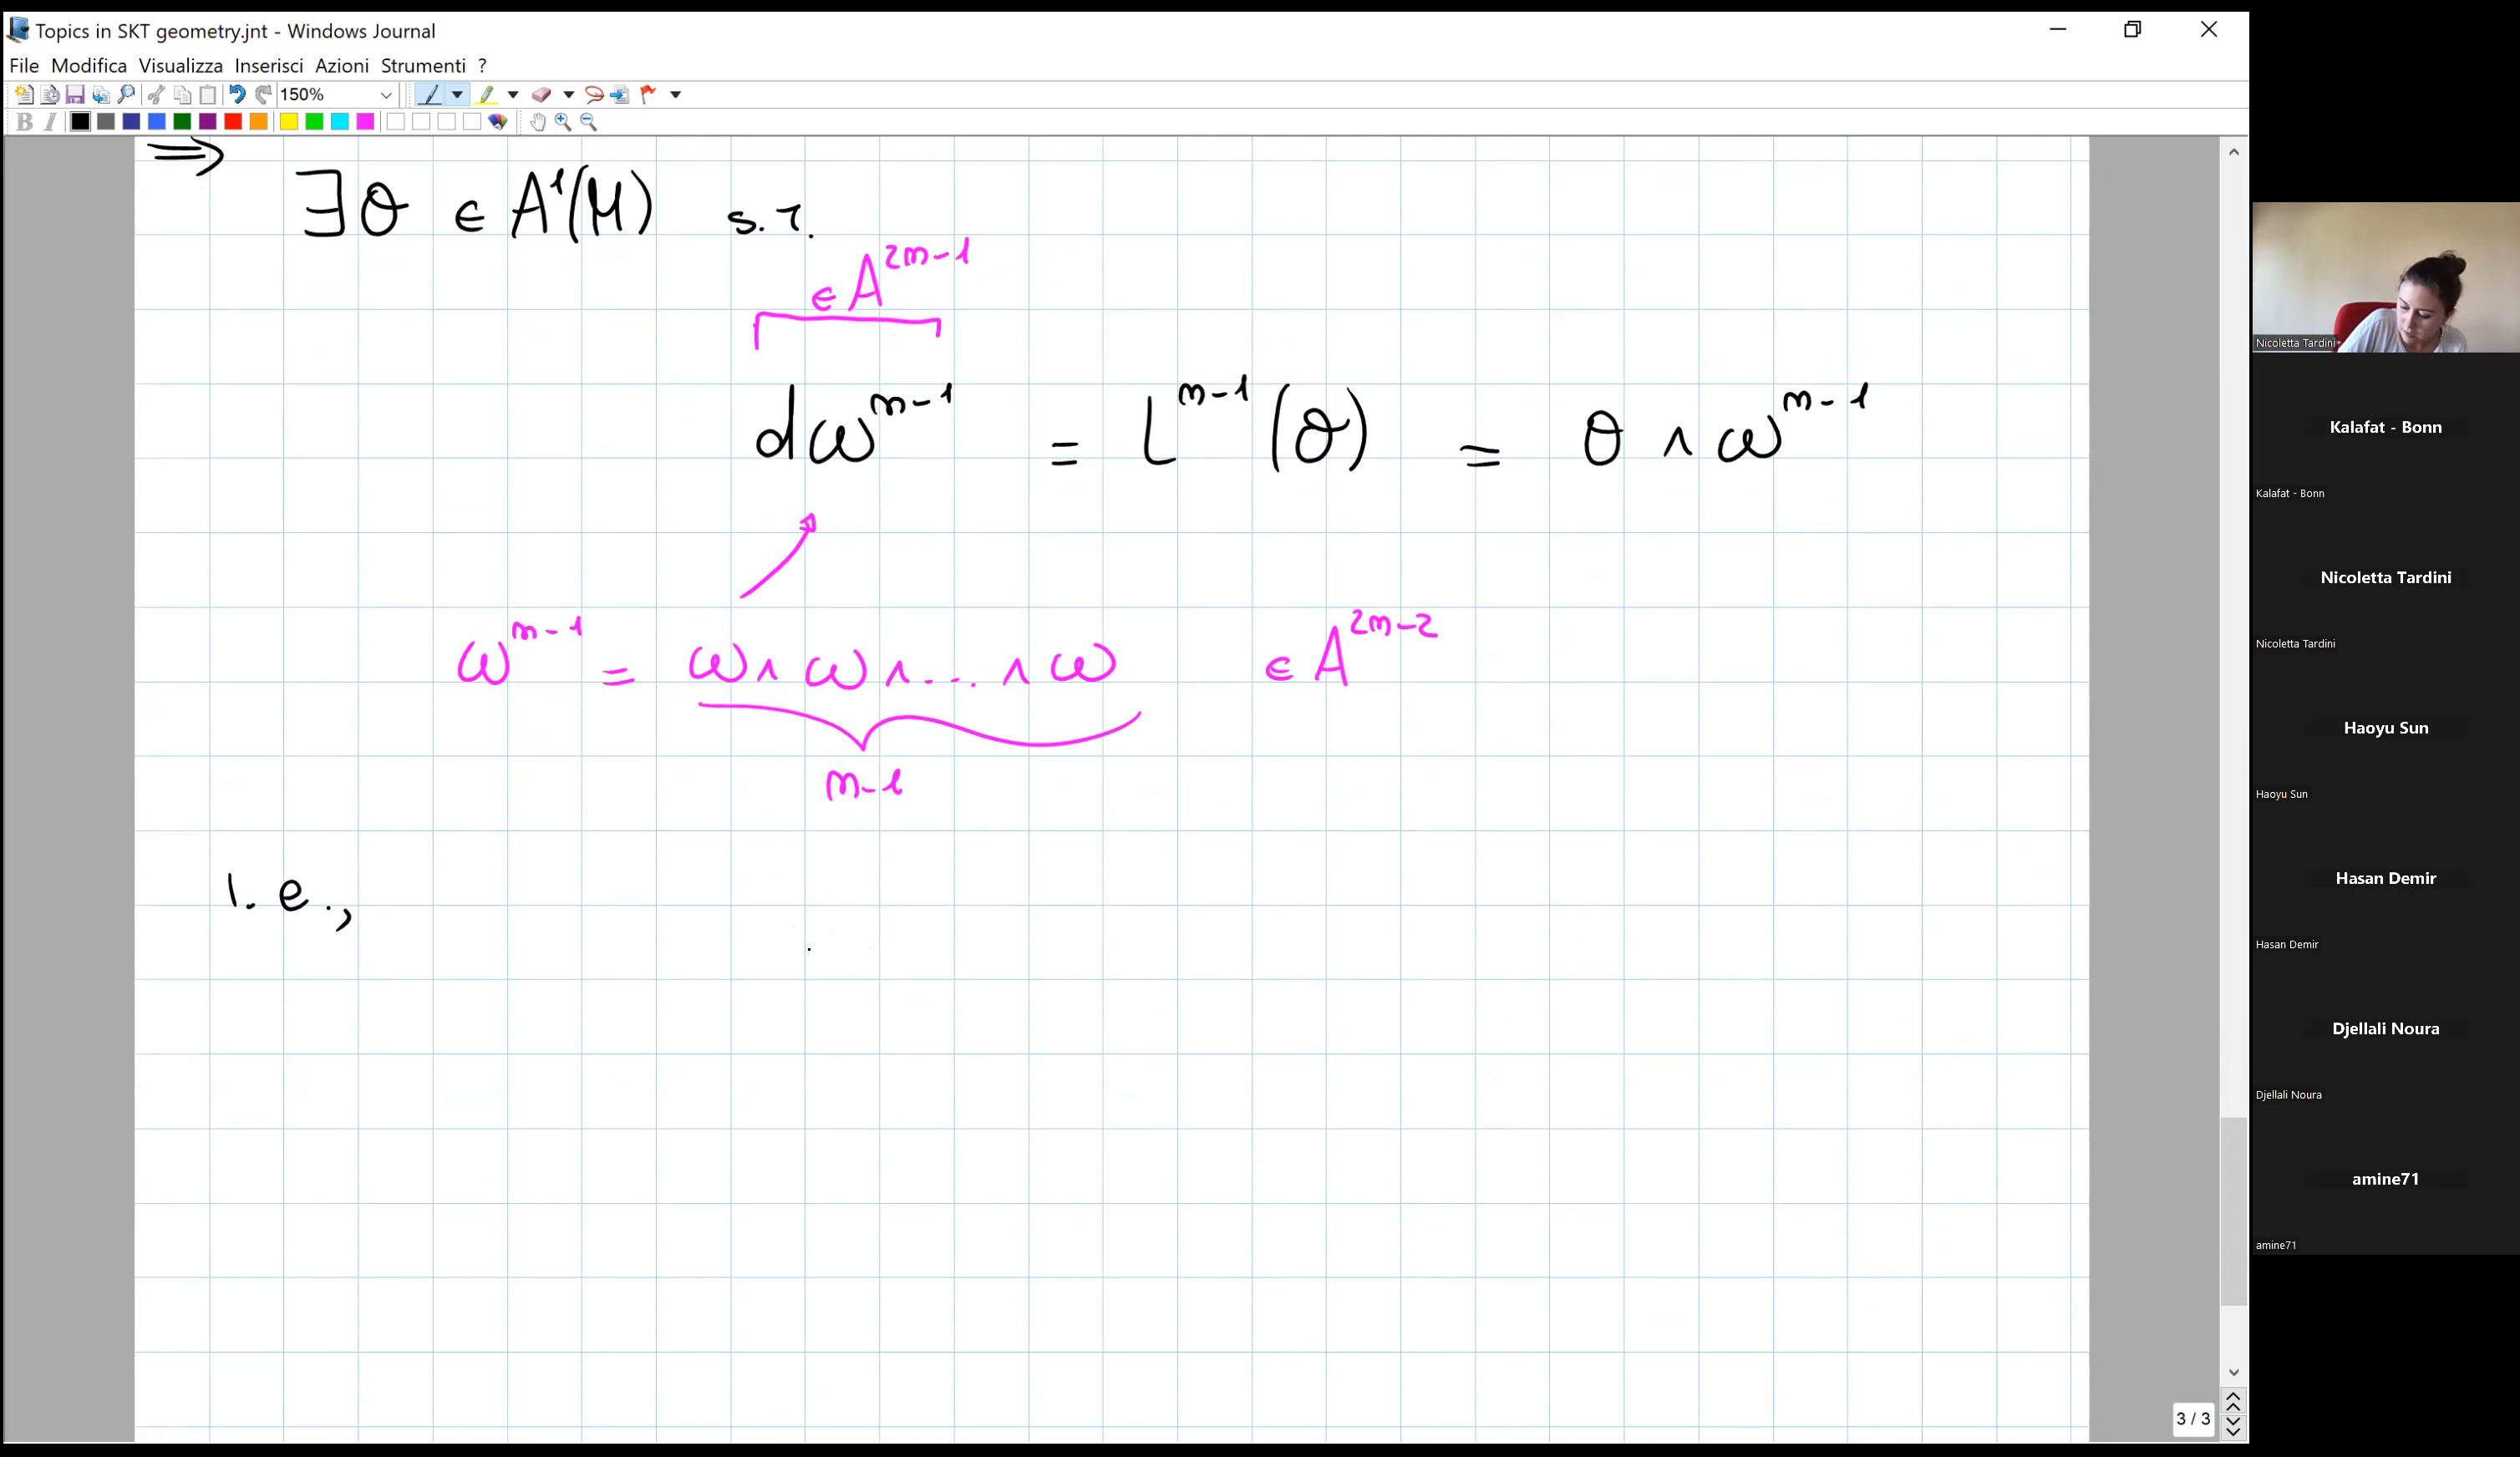 Topics in SKT geometry.jnt - Windows Journal
File Modifica Visualizza Inserisci Azioni Strumenti ?
150%
B I
⟹
∃ θ ∈ A¹(M) s.t.
∈ A^{2n-1}
dω^{n-1} = L^{n-1}(θ) = θ ∧ ω^{n-1}
ω^{n-1} = ω ∧ ω ∧ ... ∧ ω ∈ A^{2n-2}
n-1
I.e.,
3 / 3
Nicoletta Tardini
Kalafat - Bonn
Kalafat - Bonn
Nicoletta Tardini
Nicoletta Tardini
Haoyu Sun
Haoyu Sun
Hasan Demir
Hasan Demir
Djellali Noura
Djellali Noura
amine71
amine71